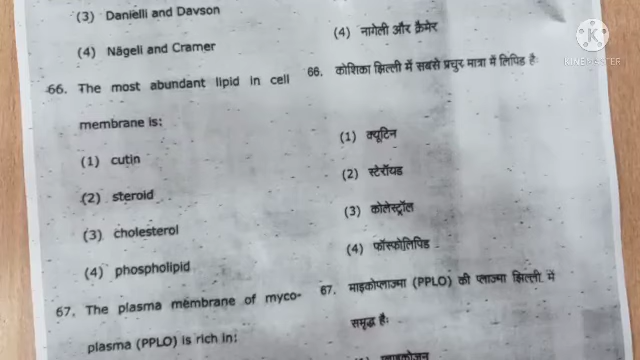 (3) Danielli and Davson
(4) Nägeli and Cramer
66. The most abundant lipid in cell
membrane is:
(1) cutin
(2) steroid
(3) cholesterol
(4) phospholipid
67. The plasma membrane of myco-
plasma (PPLO) is rich in:
(4) नागेली और क्रैमेर
66. कोशिका झिल्ली में सबसे प्रचुर मात्रा में लिपिड है:
(1) क्यूटिन
(2) स्टेरॉयड
(3) कोलेस्ट्रॉल
(4) फॉस्फोलिपिड
67. माइकोप्लाज्मा (PPLO) की प्लाज्मा झिल्ली में
समृद्ध है:
KINEMASTER